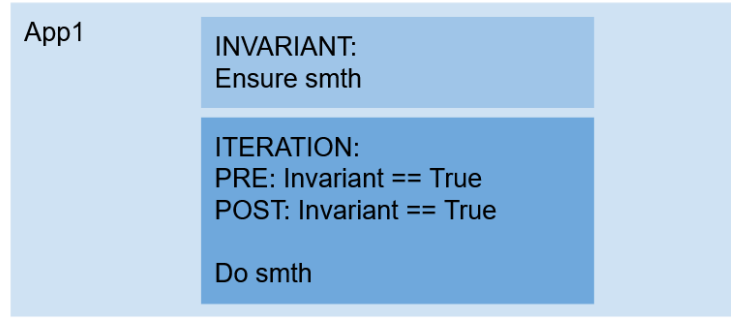 App1
INVARIANT:
Ensure smth
ITERATION:
PRE: Invariant == True
POST: Invariant == True
Do smth